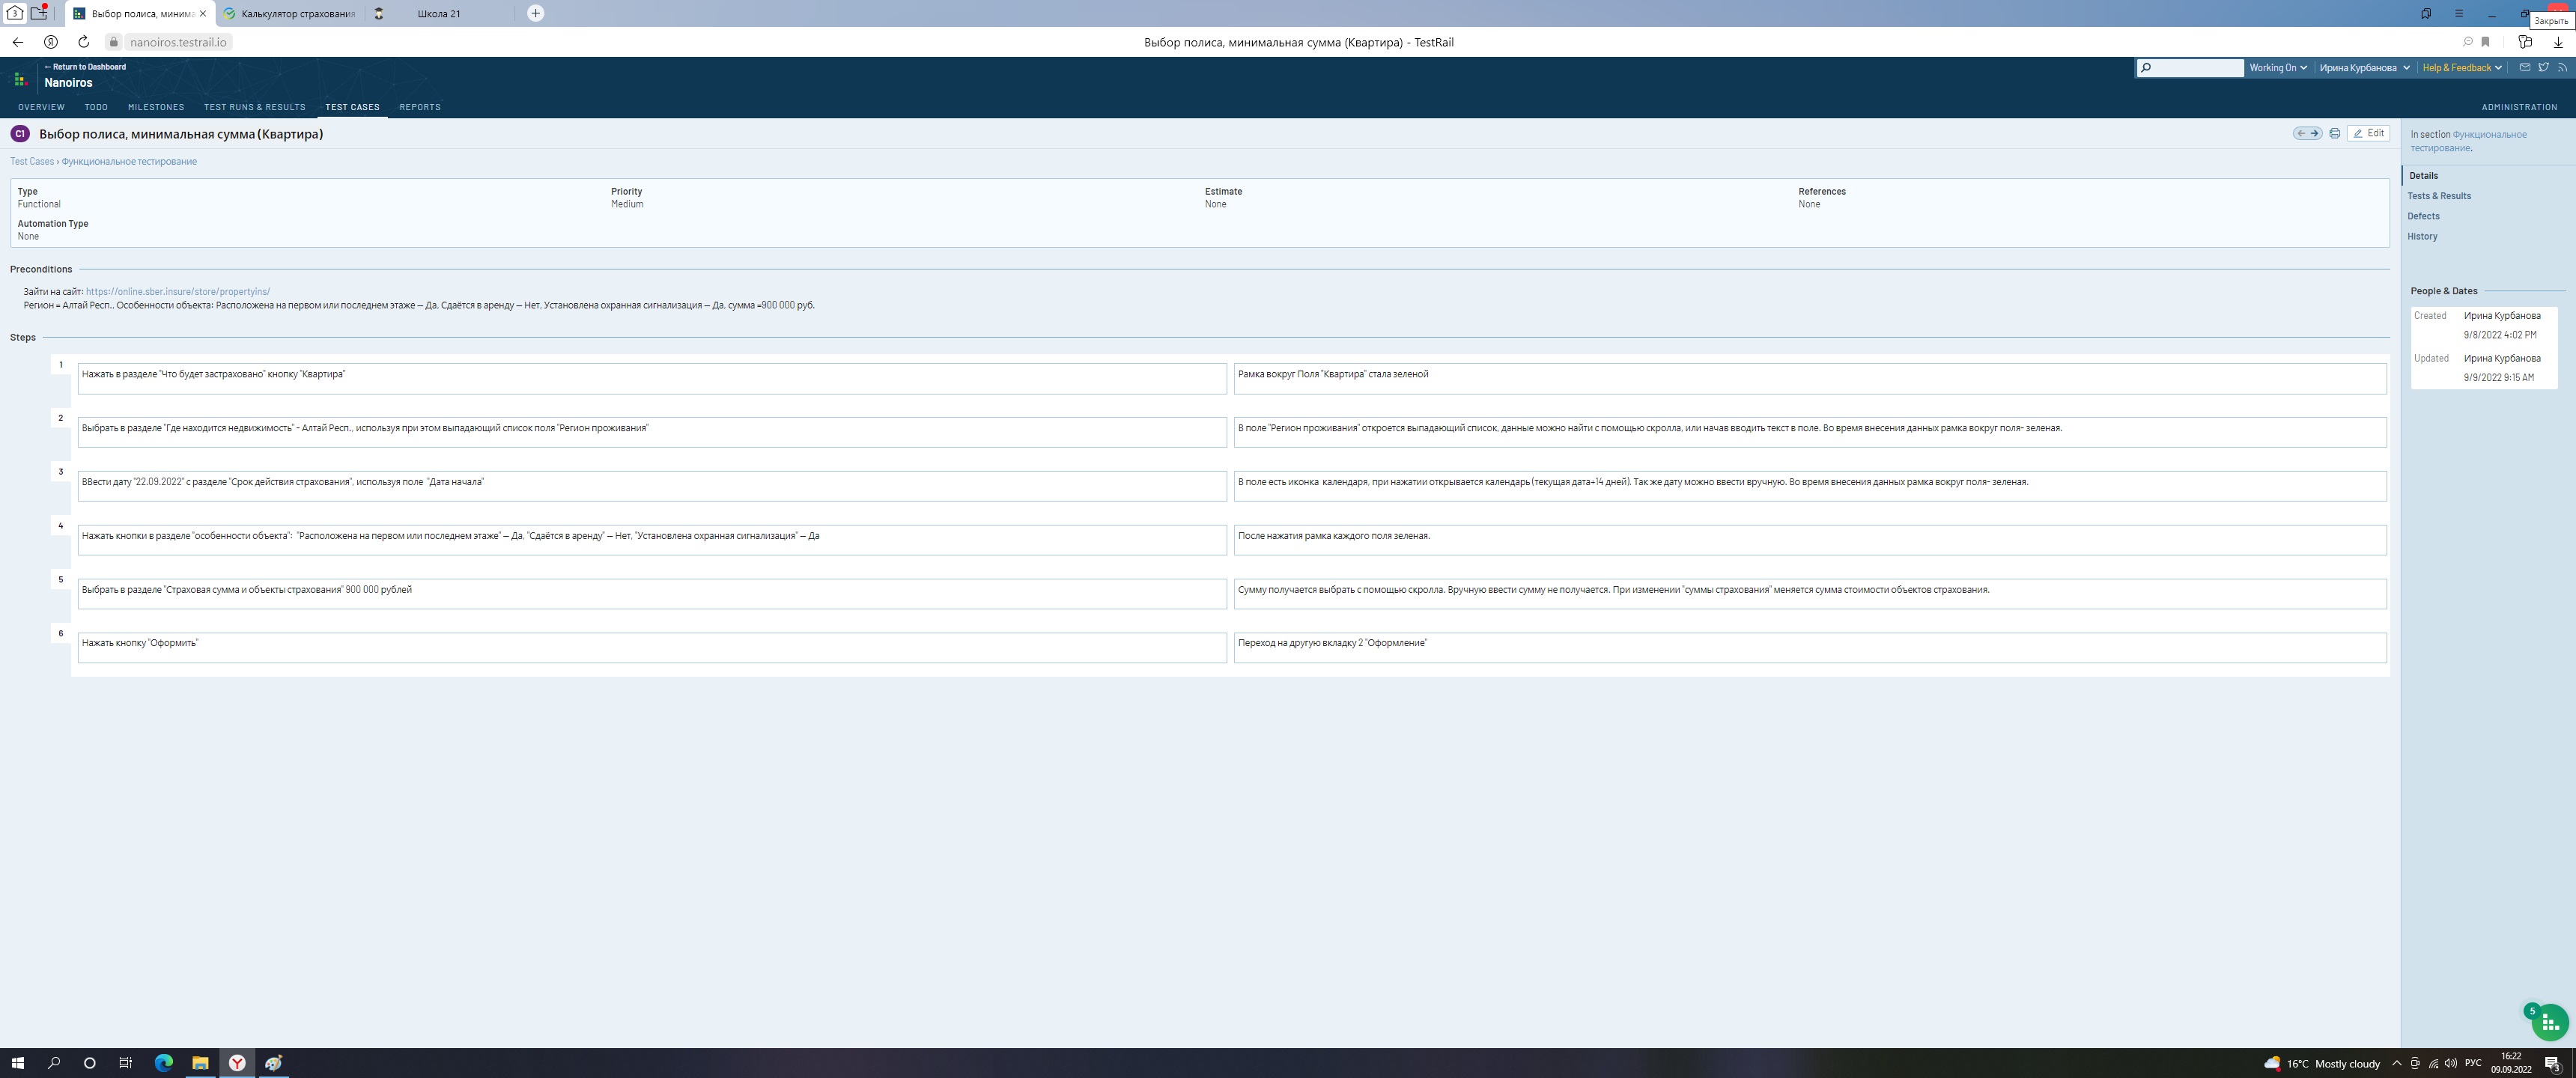 3
Выбор полиса, минима
Калькулятор страхования
Школа 21
Закрыть
nanoiros.testrail.io
Выбор полиса, минимальная сумма (Квартира) - TestRail
← Return to Dashboard
Nanoiros
Working On
Ирина Курбанова
Help & Feedback
OVERVIEW
TODO
MILESTONES
TEST RUNS & RESULTS
TEST CASES
REPORTS
ADMINISTRATION
C1 Выбор полиса, минимальная сумма (Квартира)
Edit
Test Cases › Функциональное тестирование
Type
Functional
Priority
Medium
Estimate
None
References
None
Automation Type
None
Preconditions
Зайти на сайт: https://online.sber.insure/store/propertyins/
Регион = Алтай Респ., Особенности объекта: Расположена на первом или последнем этаже — Да, Сдаётся в аренду — Нет, Установлена охранная сигнализация — Да, сумма =900 000 руб.
Steps
1
Нажать в разделе "Что будет застраховано" кнопку "Квартира"
Рамка вокруг Поля "Квартира" стала зеленой
2
Выбрать в разделе "Где находится недвижимость" - Алтай Респ., используя при этом выпадающий список поля "Регион проживания"
В поле "Регион проживания" откроется выпадающий список, данные можно найти с помощью скролла, или начав вводить текст в поле. Во время внесения данных рамка вокруг поля- зеленая.
3
ВВести дату "22.09.2022" с разделе "Срок действия страхования", используя поле "Дата начала"
В поле есть иконка календаря, при нажатии открывается календарь (текущая дата+14 дней). Так же дату можно ввести вручную. Во время внесения данных рамка вокруг поля- зеленая.
4
Нажать кнопки в разделе "особенности объекта": "Расположена на первом или последнем этаже" — Да, "Сдаётся в аренду" — Нет, "Установлена охранная сигнализация" — Да
После нажатия рамка каждого поля зеленая.
5
Выбрать в разделе "Страховая сумма и объекты страхования" 900 000 рублей
Сумму получается выбрать с помощью скролла. Вручную ввести сумму не получается. При изменении "суммы страхования" меняется сумма стоимости объектов страхования.
6
Нажать кнопку "Оформить"
Переход на другую вкладку 2 "Оформление"
In section Функциональное
тестирование.
Details
Tests & Results
Defects
History
People & Dates
Created
Ирина Курбанова
9/8/2022 4:02 PM
Updated
Ирина Курбанова
9/9/2022 9:15 AM
5
16°C Mostly cloudy
РУС
16:22
09.09.2022
3